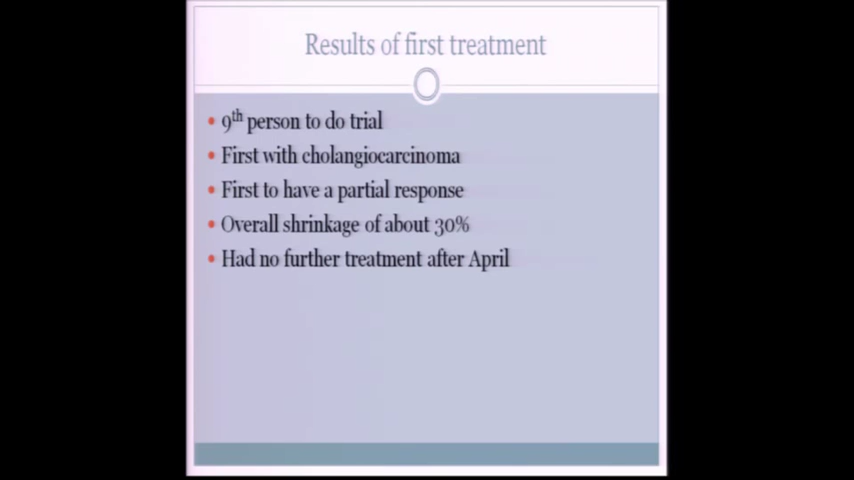 Results of first treatment
• 9th person to do trial
• First with cholangiocarcinoma
• First to have a partial response
• Overall shrinkage of about 30%
• Had no further treatment after April